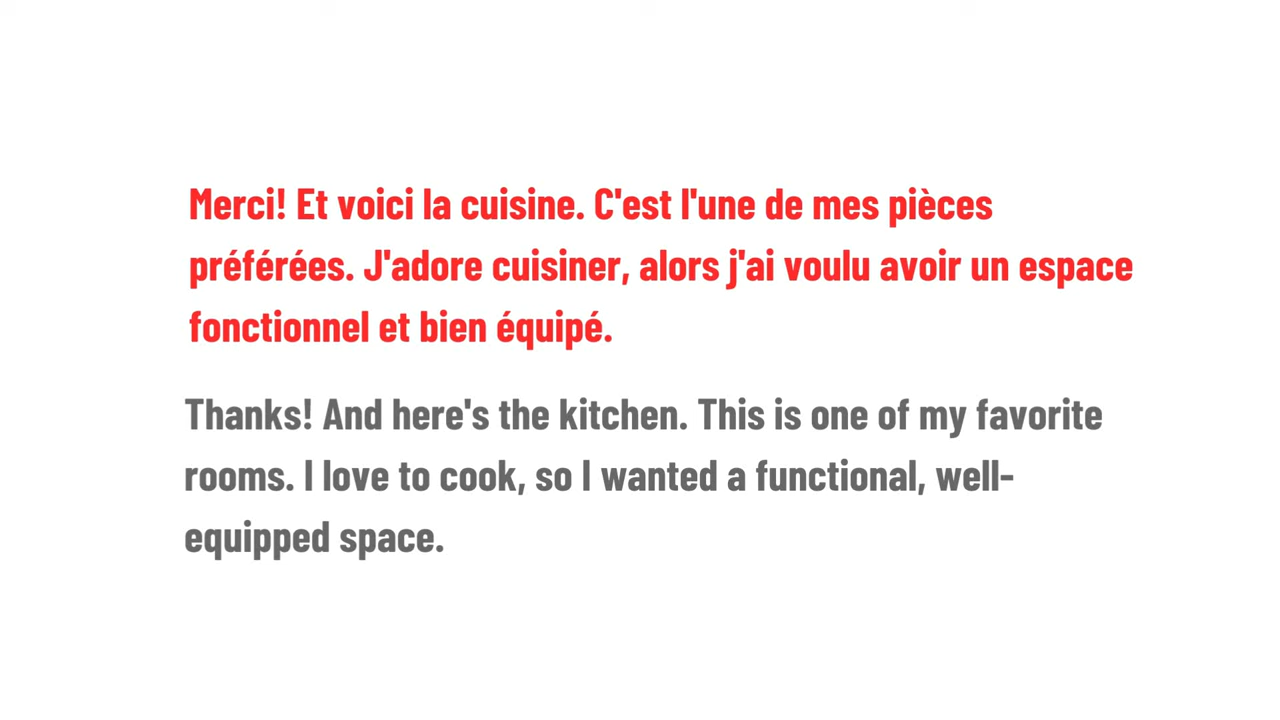 Merci! Et voici la cuisine. C'est l'une de mes pièces
préférées. J'adore cuisiner, alors j'ai voulu avoir un espace
fonctionnel et bien équipé.
Thanks! And here's the kitchen. This is one of my favorite
rooms. I love to cook, so I wanted a functional, well-
equipped space.